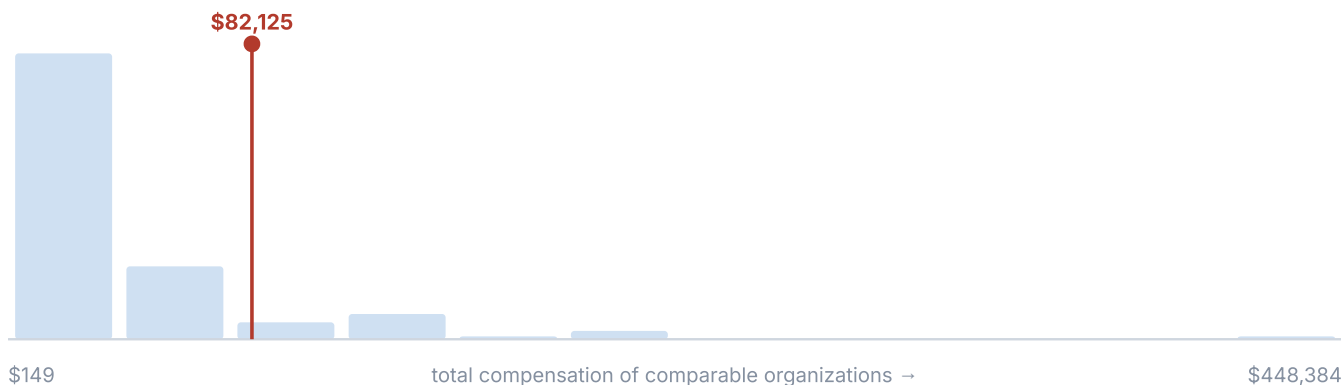 $82,125
$149 total compensation of comparable organizations → $448,384